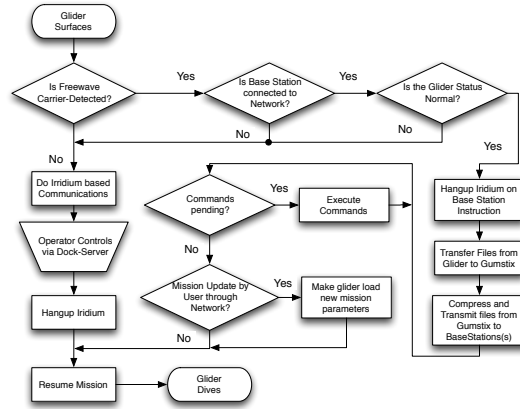 Glider
Surfaces
Is Freewave
Carrier-Detected?
Yes
Is Base Station
connected to
Network?
Yes
Is the Glider Status
Normal?
No
No
No
Yes
Do Irridium based
Communications
Commands
pending?
Yes
Execute
Commands
Hangup Iridium on
Base Station
Instruction
Operator Controls
via Dock-Server
No
Transfer Files from
Glider to Gumstix
Mission Update by
User through
Network?
Yes
Make glider load
new mission
parameters
Hangup Iridium
Compress and
Transmit files from
Gumstix to
BaseStations(s)
No
Resume Mission
Glider
Dives